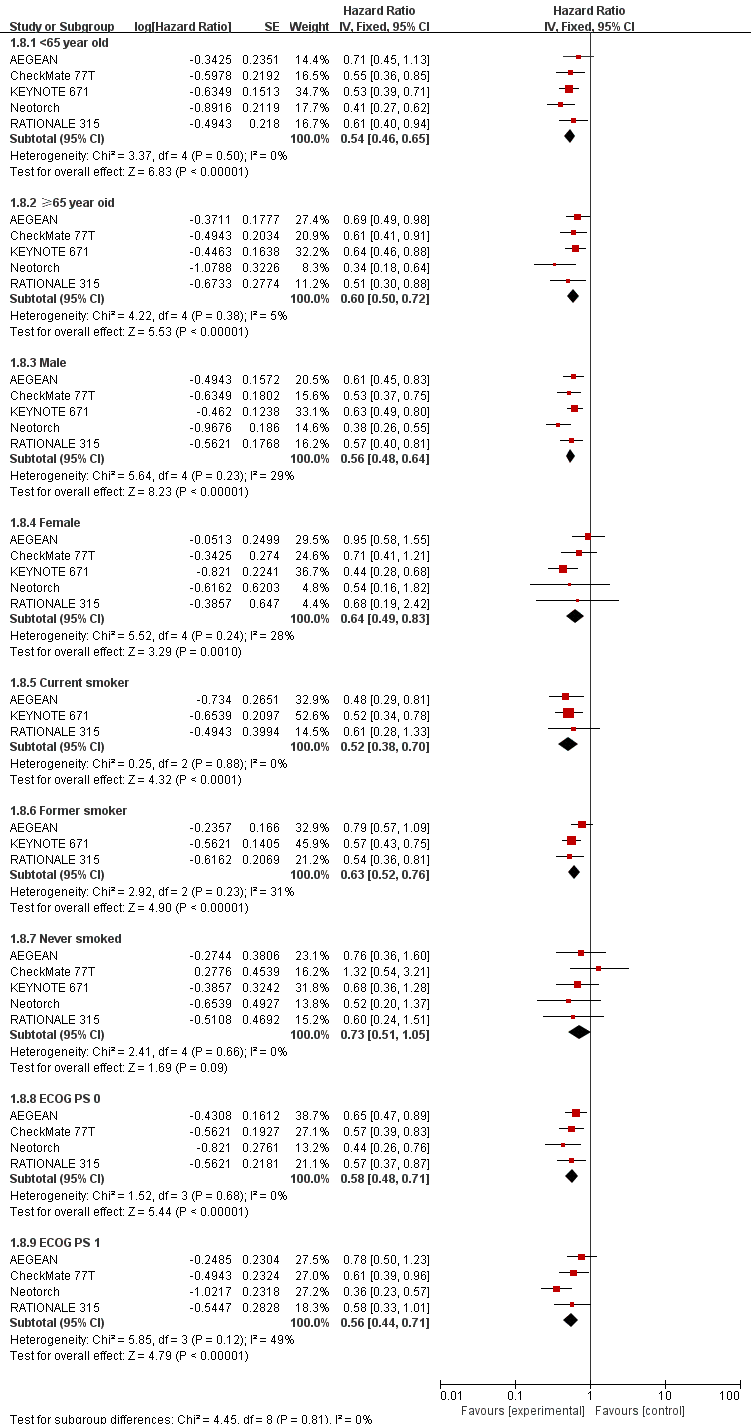 Hazard Ratio Hazard Ratio
Study or Subgroup log[Hazard Ratio] SE Weight IV, Fixed, 95% CI IV, Fixed, 95% CI
1.8.1 <65 year old
AEGEAN -0.3425 0.2351 14.4% 0.71 [0.45, 1.13]
CheckMate 77T -0.5978 0.2192 16.5% 0.55 [0.36, 0.85]
KEYNOTE 671 -0.6349 0.1513 34.7% 0.53 [0.39, 0.71]
Neotorch -0.8916 0.2119 17.7% 0.41 [0.27, 0.62]
RATIONALE 315 -0.4943 0.218 16.7% 0.61 [0.40, 0.94]
Subtotal (95% CI) 100.0% 0.54 [0.46, 0.65]
Heterogeneity: Chi² = 3.37, df = 4 (P = 0.50); I² = 0%
Test for overall effect: Z = 6.83 (P < 0.00001)
1.8.2 ≥65 year oid
AEGEAN -0.3711 0.1777 27.4% 0.69 [0.49, 0.98]
CheckMate 77T -0.4943 0.2034 20.9% 0.61 [0.41, 0.91]
KEYNOTE 671 -0.4463 0.1638 32.2% 0.64 [0.46, 0.88]
Neotorch -1.0788 0.3226 8.3% 0.34 [0.18, 0.64]
RATIONALE 315 -0.6733 0.2774 11.2% 0.51 [0.30, 0.88]
Subtotal (95% CI) 100.0% 0.60 [0.50, 0.72]
Heterogeneity: Chi² = 4.22, df = 4 (P = 0.38); I² = 5%
Test for overall effect: Z = 5.53 (P < 0.00001)
1.8.3 Male
AEGEAN -0.4943 0.1572 20.5% 0.61 [0.45, 0.83]
CheckMate 77T -0.6349 0.1802 15.6% 0.53 [0.37, 0.75]
KEYNOTE 671 -0.462 0.1238 33.1% 0.63 [0.49, 0.80]
Neotorch -0.9676 0.186 14.6% 0.38 [0.26, 0.55]
RATIONALE 315 -0.5621 0.1768 16.2% 0.57 [0.40, 0.81]
Subtotal (95% CI) 100.0% 0.56 [0.48, 0.64]
Heterogeneity: Chi² = 5.64, df = 4 (P = 0.23); I² = 29%
Test for overall effect: Z = 8.23 (P < 0.00001)
1.8.4 Female
AEGEAN -0.0513 0.2499 29.5% 0.95 [0.58, 1.55]
CheckMate 77T -0.3425 0.274 24.6% 0.71 [0.41, 1.21]
KEYNOTE 671 -0.821 0.2241 36.7% 0.44 [0.28, 0.68]
Neotorch -0.6162 0.6203 4.8% 0.54 [0.16, 1.82]
RATIONALE 315 -0.3857 0.647 4.4% 0.68 [0.19, 2.42]
Subtotal (95% CI) 100.0% 0.64 [0.49, 0.83]
Heterogeneity: Chi² = 5.52, df = 4 (P = 0.24); I² = 28%
Test for overall effect: Z = 3.29 (P = 0.0010)
1.8.5 Current smoker
AEGEAN -0.734 0.2651 32.9% 0.48 [0.29, 0.81]
KEYNOTE 671 -0.6539 0.2097 52.6% 0.52 [0.34, 0.78]
RATIONALE 315 -0.4943 0.3994 14.5% 0.61 [0.28, 1.33]
Subtotal (95% CI) 100.0% 0.52 [0.38, 0.70]
Heterogeneity: Chi² = 0.25, df = 2 (P = 0.88); I² = 0%
Test for overall effect: Z = 4.32 (P < 0.0001)
1.8.6 Former smoker
AEGEAN -0.2357 0.166 32.9% 0.79 [0.57, 1.09]
KEYNOTE 671 -0.5621 0.1405 45.9% 0.57 [0.43, 0.75]
RATIONALE 315 -0.6162 0.2069 21.2% 0.54 [0.36, 0.81]
Subtotal (95% CI) 100.0% 0.63 [0.52, 0.76]
Heterogeneity: Chi² = 2.92, df = 2 (P = 0.23); I² = 31%
Test for overall effect: Z = 4.90 (P < 0.00001)
1.8.7 Never smoked
AEGEAN -0.2744 0.3806 23.1% 0.76 [0.36, 1.60]
CheckMate 77T 0.2776 0.4539 16.2% 1.32 [0.54, 3.21]
KEYNOTE 671 -0.3857 0.3242 31.8% 0.68 [0.36, 1.28]
Neotorch -0.6539 0.4927 13.8% 0.52 [0.20, 1.37]
RATIONALE 315 -0.5108 0.4692 15.2% 0.60 [0.24, 1.51]
Subtotal (95% CI) 100.0% 0.73 [0.51, 1.05]
Heterogeneity: Chi² = 2.41, df = 4 (P = 0.66); I² = 0%
Test for overall effect: Z = 1.69 (P = 0.09)
1.8.8 ECOG PS 0
AEGEAN -0.4308 0.1612 38.7% 0.65 [0.47, 0.89]
CheckMate 77T -0.5621 0.1927 27.1% 0.57 [0.39, 0.83]
Neotorch -0.821 0.2761 13.2% 0.44 [0.26, 0.76]
RATIONALE 315 -0.5621 0.2181 21.1% 0.57 [0.37, 0.87]
Subtotal (95% CI) 100.0% 0.58 [0.48, 0.71]
Heterogeneity: Chi² = 1.52, df = 3 (P = 0.68); I² = 0%
Test for overall effect: Z = 5.44 (P < 0.00001)
1.8.9 ECOG PS 1
AEGEAN -0.2485 0.2304 27.5% 0.78 [0.50, 1.23]
CheckMate 77T -0.4943 0.2324 27.0% 0.61 [0.39, 0.96]
Neotorch -1.0217 0.2318 27.2% 0.36 [0.23, 0.57]
RATIONALE 315 -0.5447 0.2828 18.3% 0.58 [0.33, 1.01]
Subtotal (95% CI) 100.0% 0.56 [0.44, 0.71]
Heterogeneity: Chi² = 5.85, df = 3 (P = 0.12); I² = 49%
Test for overall effect: Z = 4.79 (P < 0.00001)
0.01 0.1 1 10 100
Favours [experimental] Favours [control]
Test for subgroup differences: Chi² = 4.45, df = 8 (P = 0.81), I² = 0%